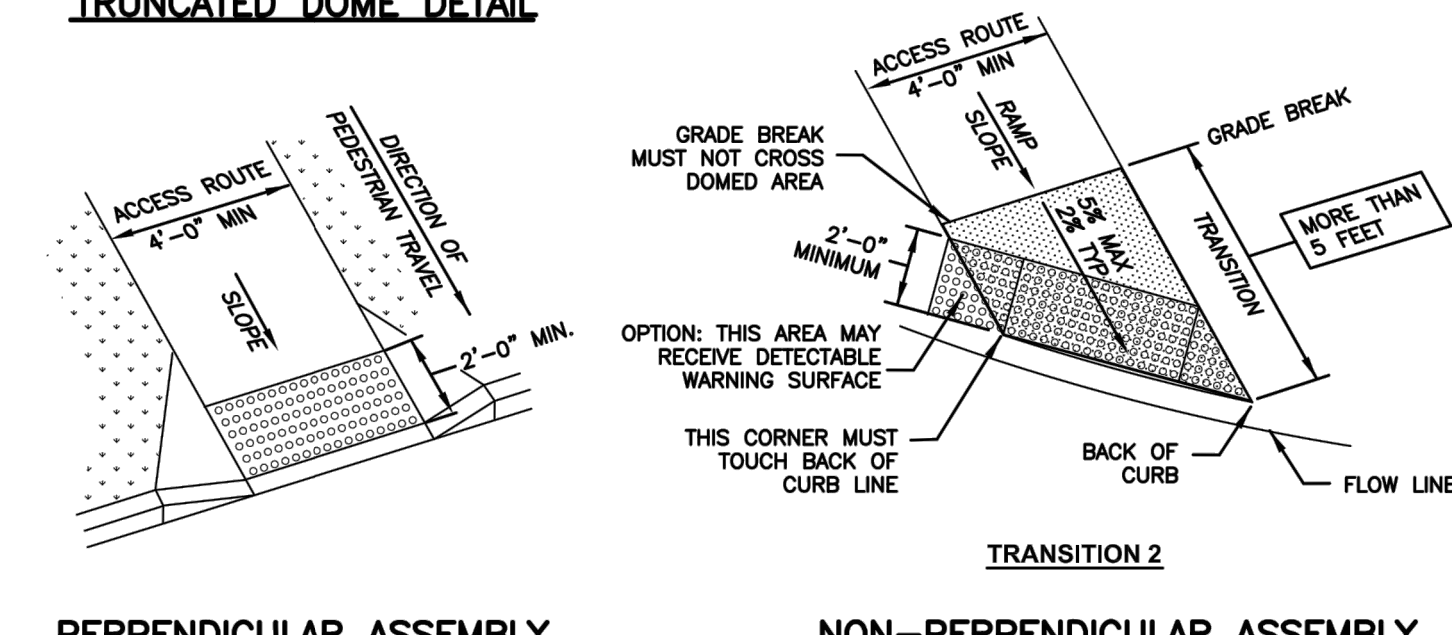 TRUNCATED DOME DETAIL
ACCESS ROUTE
4'-0" MIN
DIRECTION OF
PEDESTRIAN TRAVEL
SLOPE
2'-0" MIN.
PERPENDICULAR ASSEMBLY
ACCESS ROUTE
4'-0" MIN
RAMP
SLOPE
GRADE BREAK
MUST NOT CROSS
DOMED AREA
GRADE BREAK
5% MAX
2% TYP
TRANSITION
MORE THAN
5 FEET
2'-0"
MINIMUM
OPTION: THIS AREA MAY
RECEIVE DETECTABLE
WARNING SURFACE
THIS CORNER MUST
TOUCH BACK OF
CURB LINE
BACK OF
CURB
FLOW LINE
TRANSITION 2
NON-PERPENDICULAR ASSEMBLY